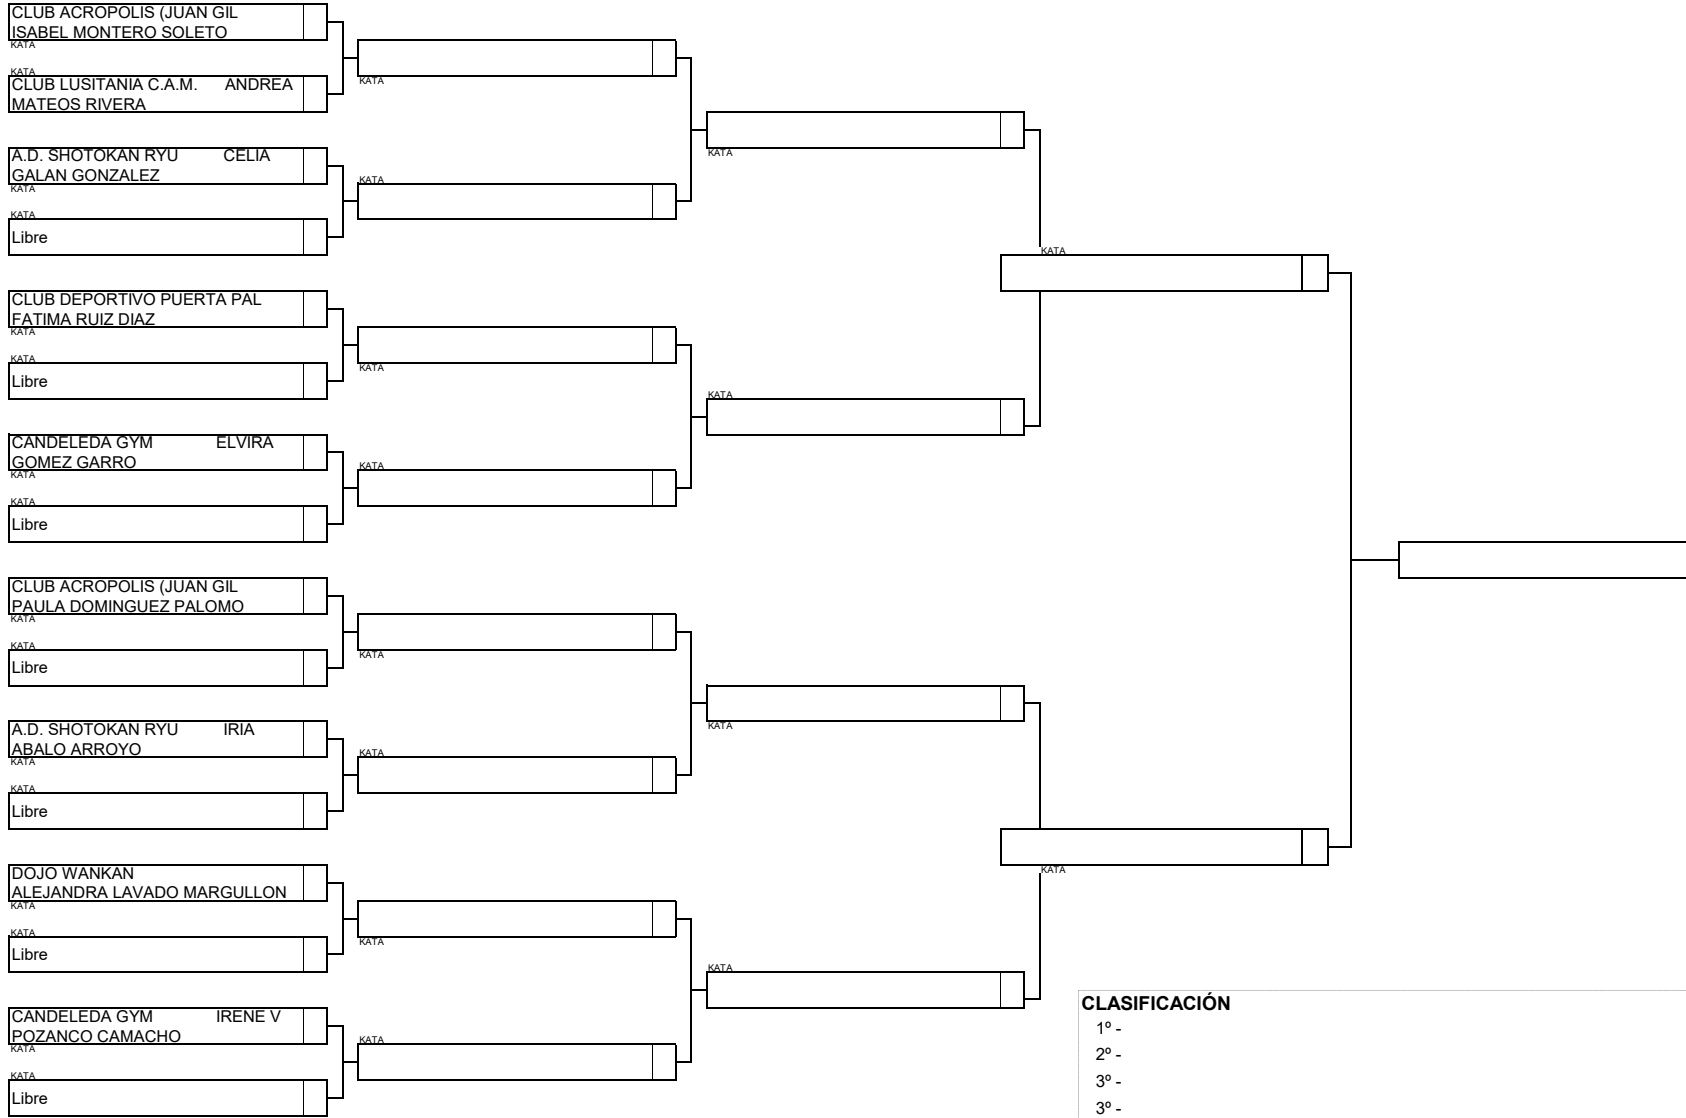 CLUB ACROPOLIS (JUAN GIL
ISABEL MONTERO SOLETO
KATA
KATA
CLUB LUSITANIA C.A.M. ANDREA
MATEOS RIVERA
A.D. SHOTOKAN RYU CELIA
GALAN GONZALEZ
KATA
KATA
Libre
CLUB DEPORTIVO PUERTA PAL
FATIMA RUIZ DIAZ
KATA
KATA
Libre
CANDELEDA GYM ELVIRA
GOMEZ GARRO
KATA
KATA
Libre
CLUB ACROPOLIS (JUAN GIL
PAULA DOMINGUEZ PALOMO
KATA
KATA
Libre
A.D. SHOTOKAN RYU IRIA
ABALO ARROYO
KATA
KATA
Libre
DOJO WANKAN
ALEJANDRA LAVADO MARGULLON
KATA
KATA
Libre
CANDELEDA GYM IRENE V
POZANCO CAMACHO
KATA
KATA
Libre
KATA
KATA
KATA
KATA
KATA
KATA
KATA
KATA
KATA
KATA
KATA
KATA
KATA
KATA
CLASIFICACIÓN
1º -
2º -
3º -
3º -